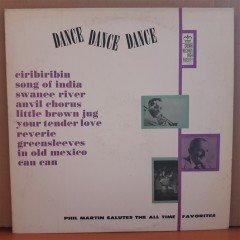 DANCE DANCE DANCE
ciribiribin
song of india
swanee river
anvil chorus
little brown jug
your tender love
reverie
greensleeves
in old mexico
can can
PHIL MARTIN SALUTES THE ALL TIME FAVORITES